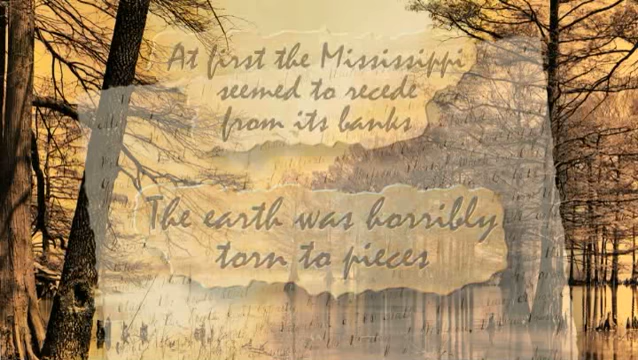 At first the Mississippi
seemed to recede
from its banks
The earth was horribly
torn to pieces